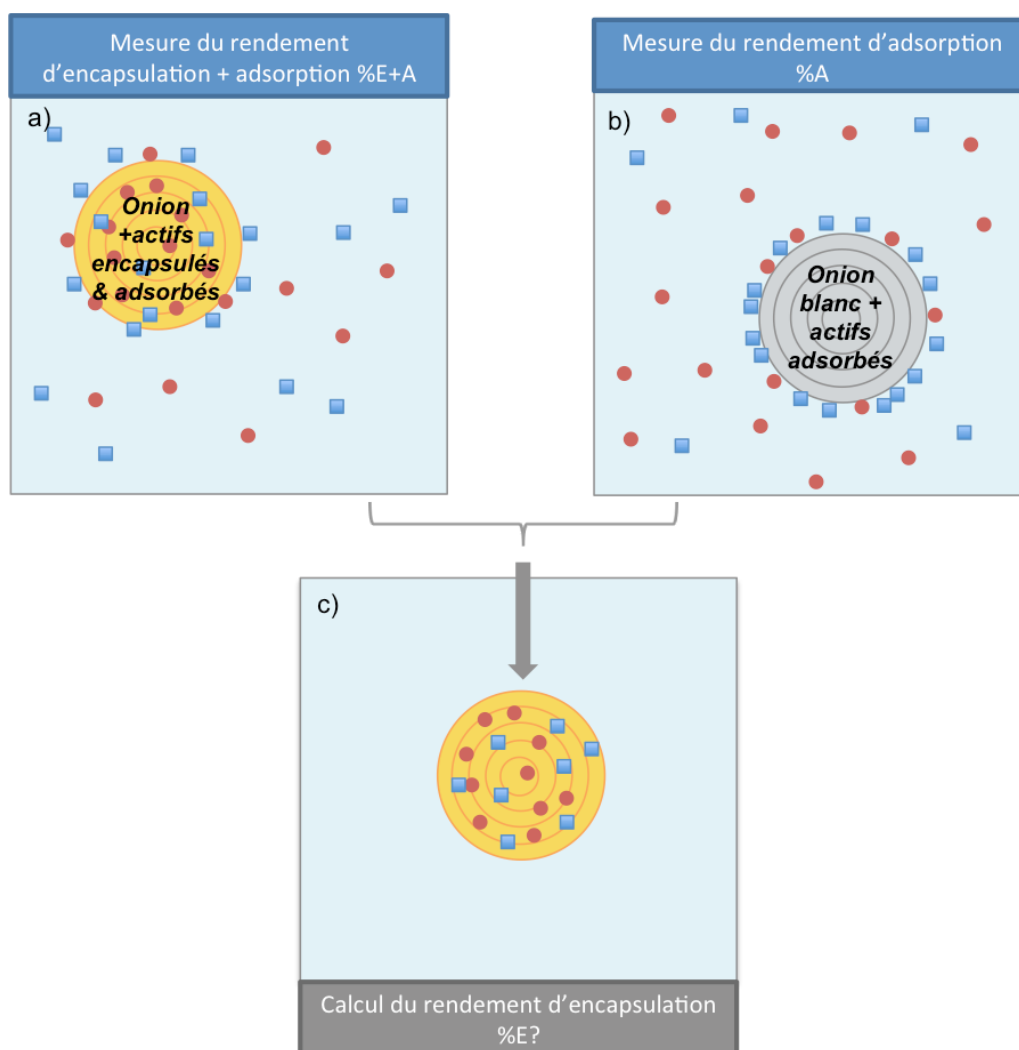 Mesure du rendement
d'encapsulation + adsorption %E+A
Mesure du rendement d'adsorption
%A
a)
b)
Onion
+actifs
encapsulés
& adsorbés
Onion
blanc +
actifs
adsorbés
c)
Calcul du rendement d'encapsulation
%E?